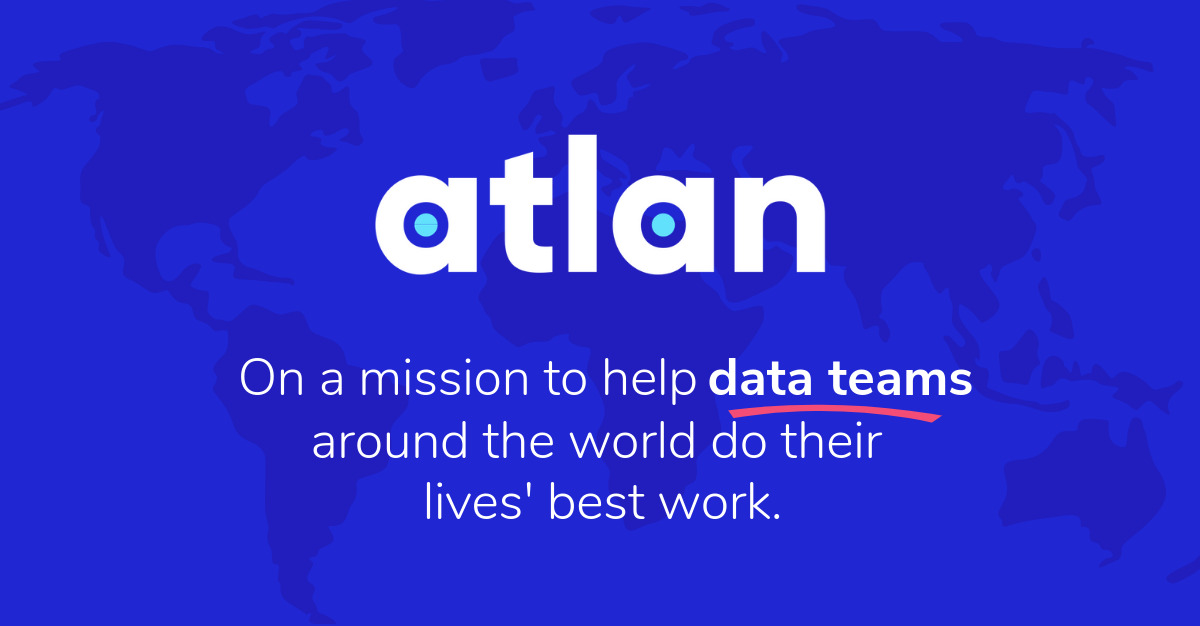 atlan
On a mission to help data teams
around the world do their
lives' best work.